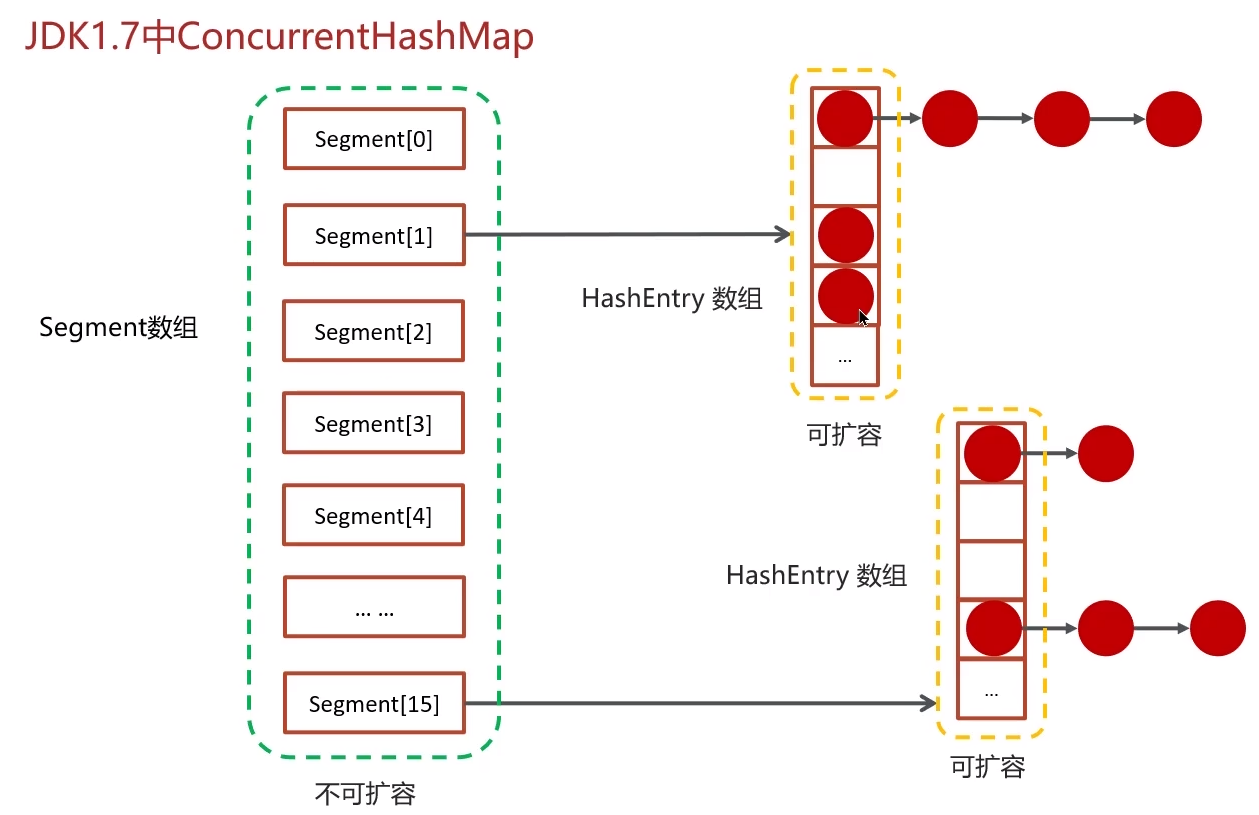 JDK1.7中ConcurrentHashMap
Segment数组
Segment[0]
Segment[1]
Segment[2]
Segment[3]
Segment[4]
... ...
Segment[15]
不可扩容
HashEntry 数组
...
可扩容
HashEntry 数组
...
可扩容